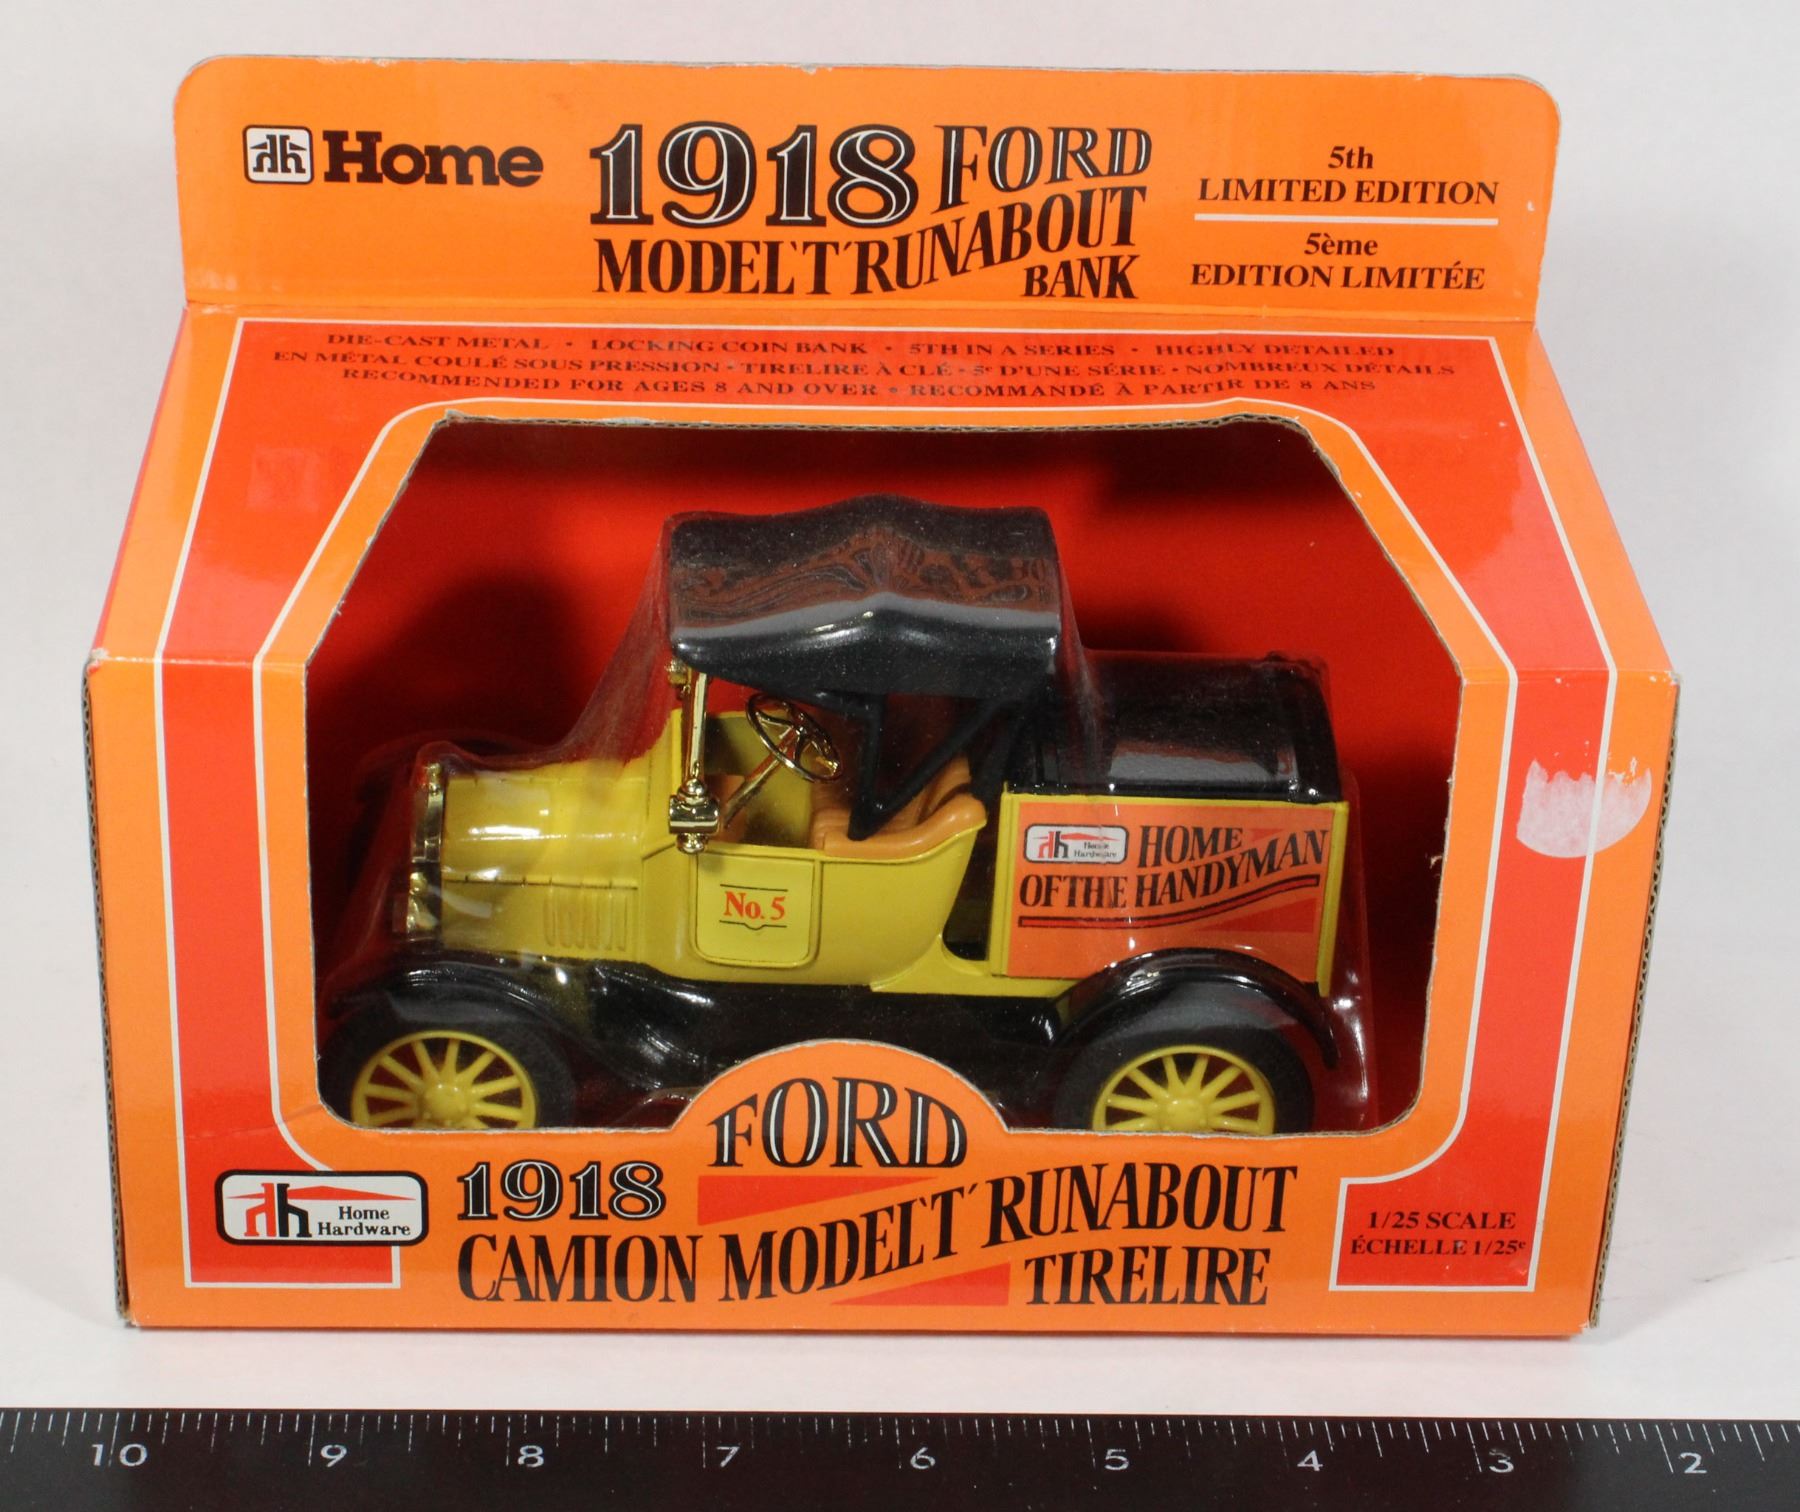 Home
1918 FORD
MODEL 'T' RUNABOUT
BANK
5th
LIMITED EDITION
5ème
EDITION LIMITÉE
DIE-CAST METAL • LOCKING COIN BANK • 5TH IN A SERIES • HIGHLY DETAILED
EN MÉTAL COULÉ SOUS PRESSION • TIRELIRE À CLÉ • 5e D'UNE SÉRIE • NOMBREUX DÉTAILS
RECOMMENDED FOR AGES 8 AND OVER • RECOMMANDÉ À PARTIR DE 8 ANS
Home
Hardware
HOME
OF THE HANDYMAN
No. 5
FORD
1918
CAMION MODEL 'T' RUNABOUT
TIRELIRE
Home
Hardware
1/25 SCALE
ÉCHELLE 1/25e
10 9 8 7 6 5 4 3 2